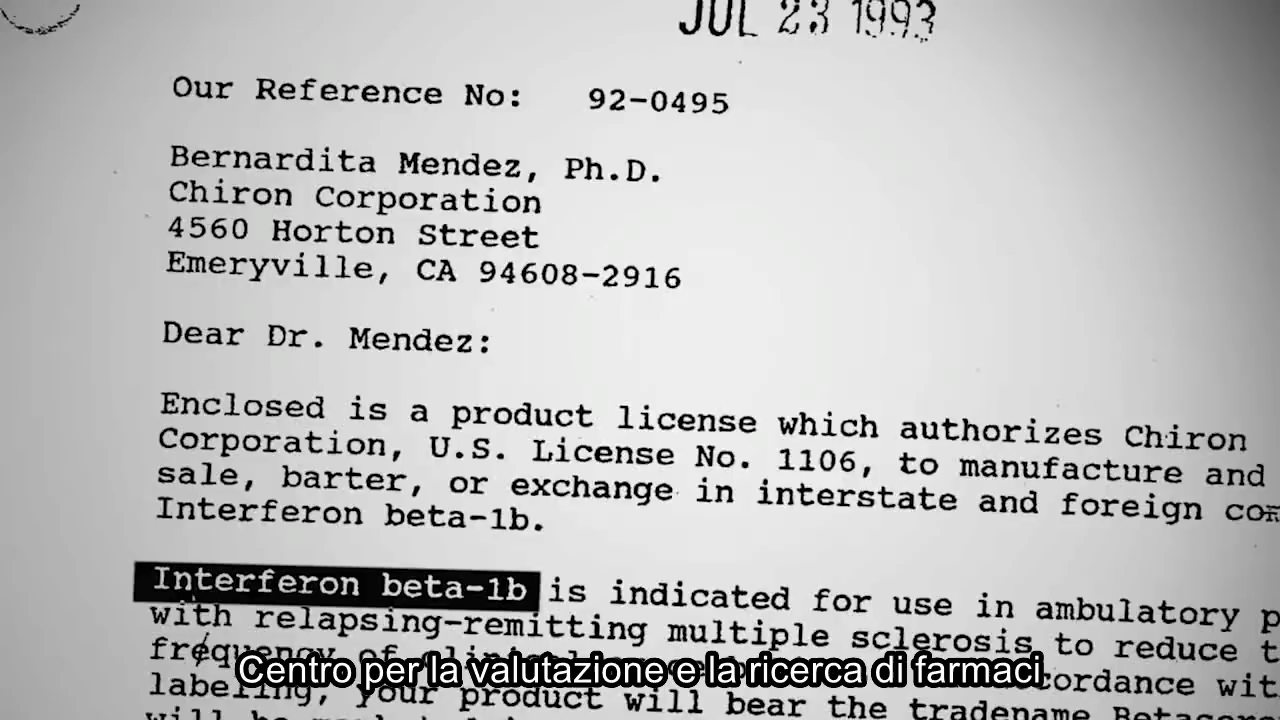 JUL 23 1993
Our Reference No: 92-0495
Bernardita Mendez, Ph.D.
Chiron Corporation
4560 Horton Street
Emeryville, CA 94608-2916
Dear Dr. Mendez:
Enclosed is a product license which authorizes Chiron
Corporation, U.S. License No. 1106, to manufacture and
sale, barter, or exchange in interstate and foreign
Interferon beta-1b.
Interferon beta-1b is indicated for use in ambulatory
with relapsing-remitting multiple sclerosis to reduce
frequency of
labeling, your product will bear the tradename
Centro per la valutazione e la ricerca di farmaci